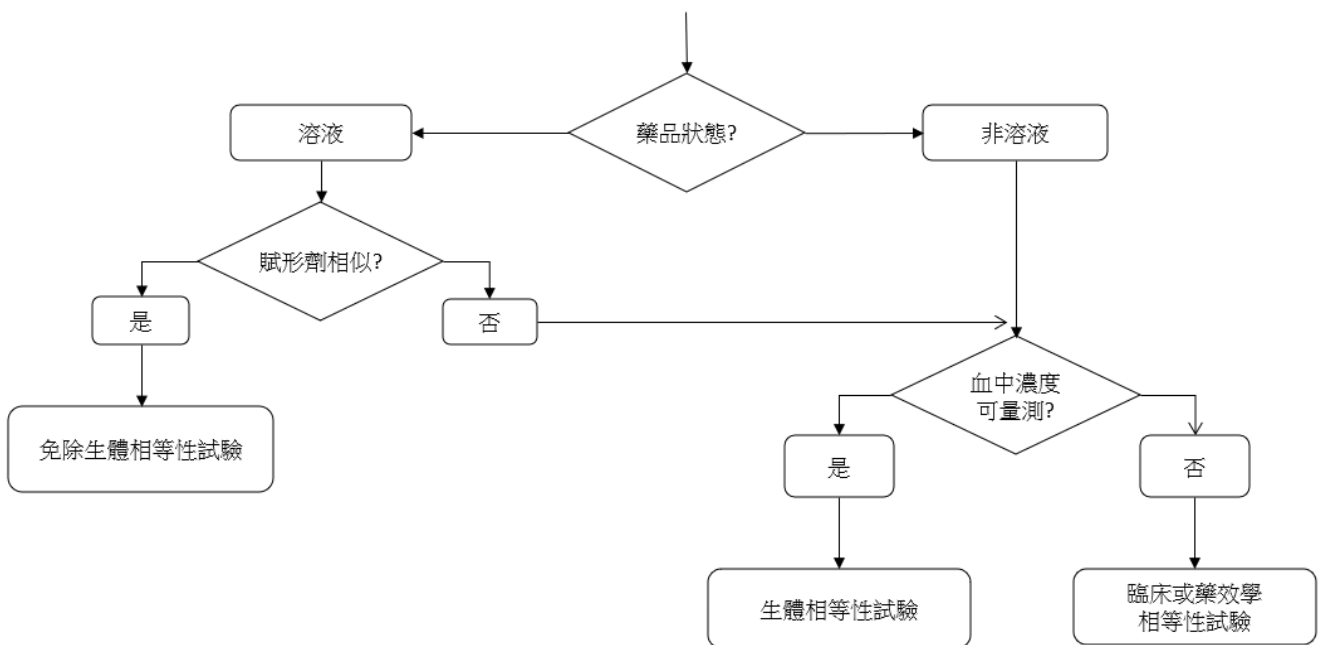 藥品狀態?
溶液
非溶液
賦形劑相似?
是
否
免除生體相等性試驗
血中濃度
可量測?
是
否
生體相等性試驗
臨床或藥效學
相等性試驗